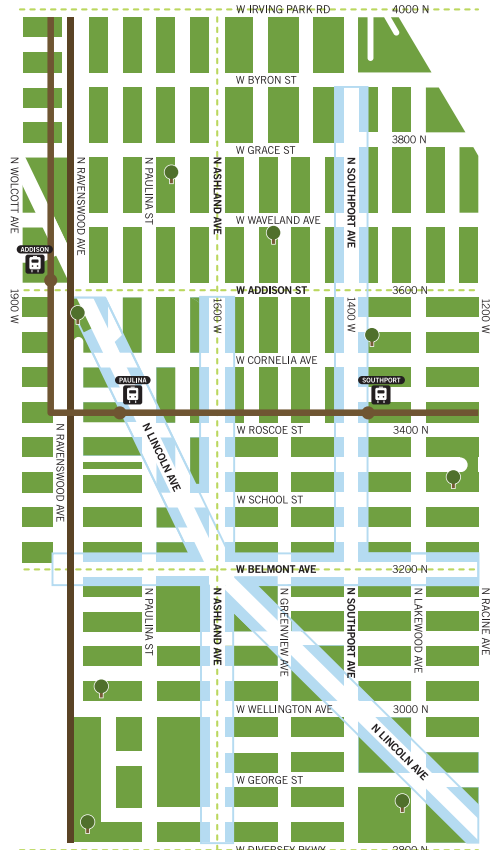 W IRVING PARK RD
4000 N
W BYRON ST
3800 N
W GRACE ST
N WOLCOTT AVE
N RAVENSWOOD AVE
N PAULINA ST
N ASHLAND AVE
N SOUTHPORT AVE
W WAVELAND AVE
ADDISON
W ADDISON ST
3600 N
1900 W
1600 W
1400 W
1200 W
W CORNELIA AVE
PAULINA
SOUTHPORT
N RAVENSWOOD AVE
N LINCOLN AVE
W ROSCOE ST
3400 N
W SCHOOL ST
W BELMONT AVE
3200 N
N PAULINA ST
N ASHLAND AVE
N GREENVIEW AVE
N SOUTHPORT AVE
N LAKEWOOD AVE
N RACINE AVE
W WELLINGTON AVE
3000 N
N LINCOLN AVE
W GEORGE ST
W DIVERSEY PKWY
2800 N